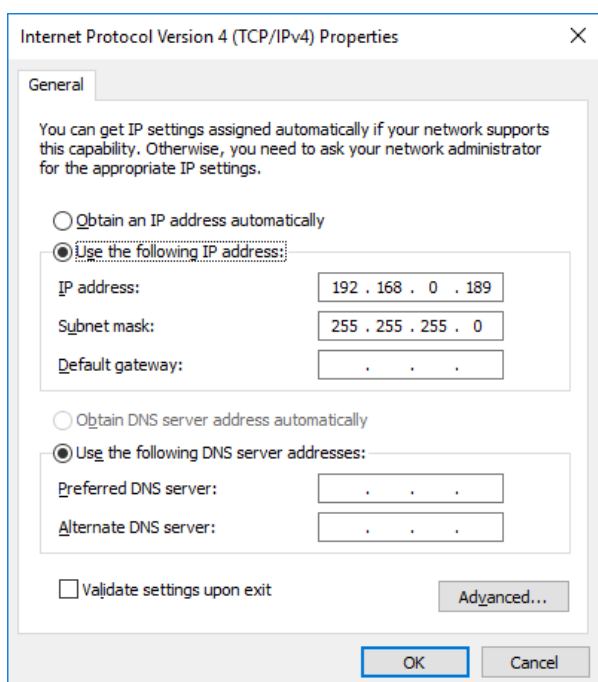 Internet Protocol Version 4 (TCP/IPv4) Properties
General
You can get IP settings assigned automatically if your network supports
this capability. Otherwise, you need to ask your network administrator
for the appropriate IP settings.
Obtain an IP address automatically
Use the following IP address:
IP address: 192 . 168 . 0 . 189
Subnet mask: 255 . 255 . 255 . 0
Default gateway: . . .
Obtain DNS server address automatically
Use the following DNS server addresses:
Preferred DNS server: . . .
Alternate DNS server: . . .
Validate settings upon exit
Advanced...
OK Cancel